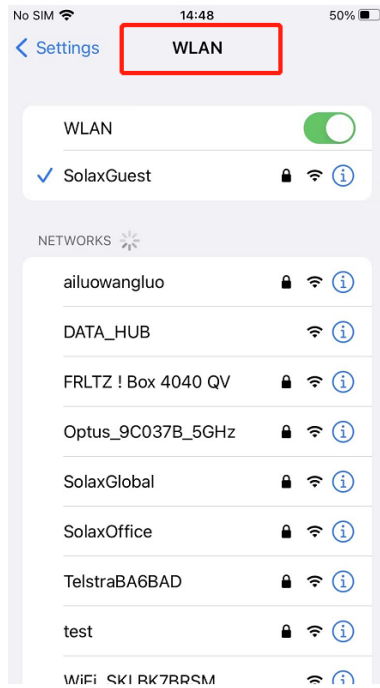 No SIM 14:48 50%
Settings WLAN
WLAN
SolaxGuest
NETWORKS
ailuowangluo
DATA_HUB
FRLTZ ! Box 4040 QV
Optus_9C037B_5GHz
SolaxGlobal
SolaxOffice
TelstraBA6BAD
test
WiFi_SKLBK7BRSM